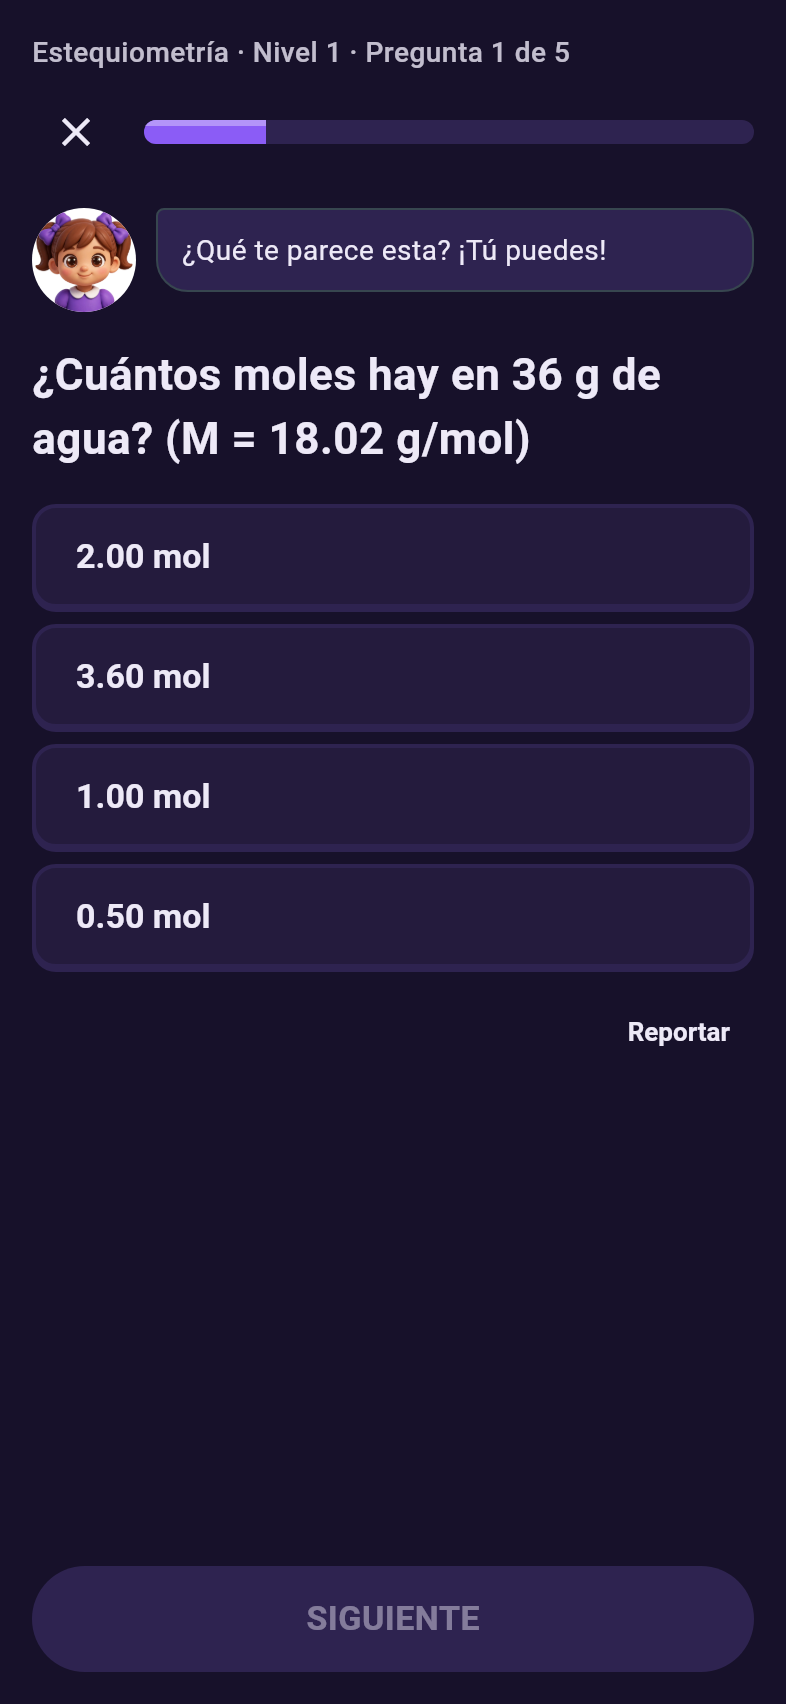 Estequiometría · Nivel 1 · Pregunta 1 de 5
¿Qué te parece esta? ¡Tú puedes!
¿Cuántos moles hay en 36 g de
agua? (M = 18.02 g/mol)
2.00 mol
3.60 mol
1.00 mol
0.50 mol
Reportar
SIGUIENTE